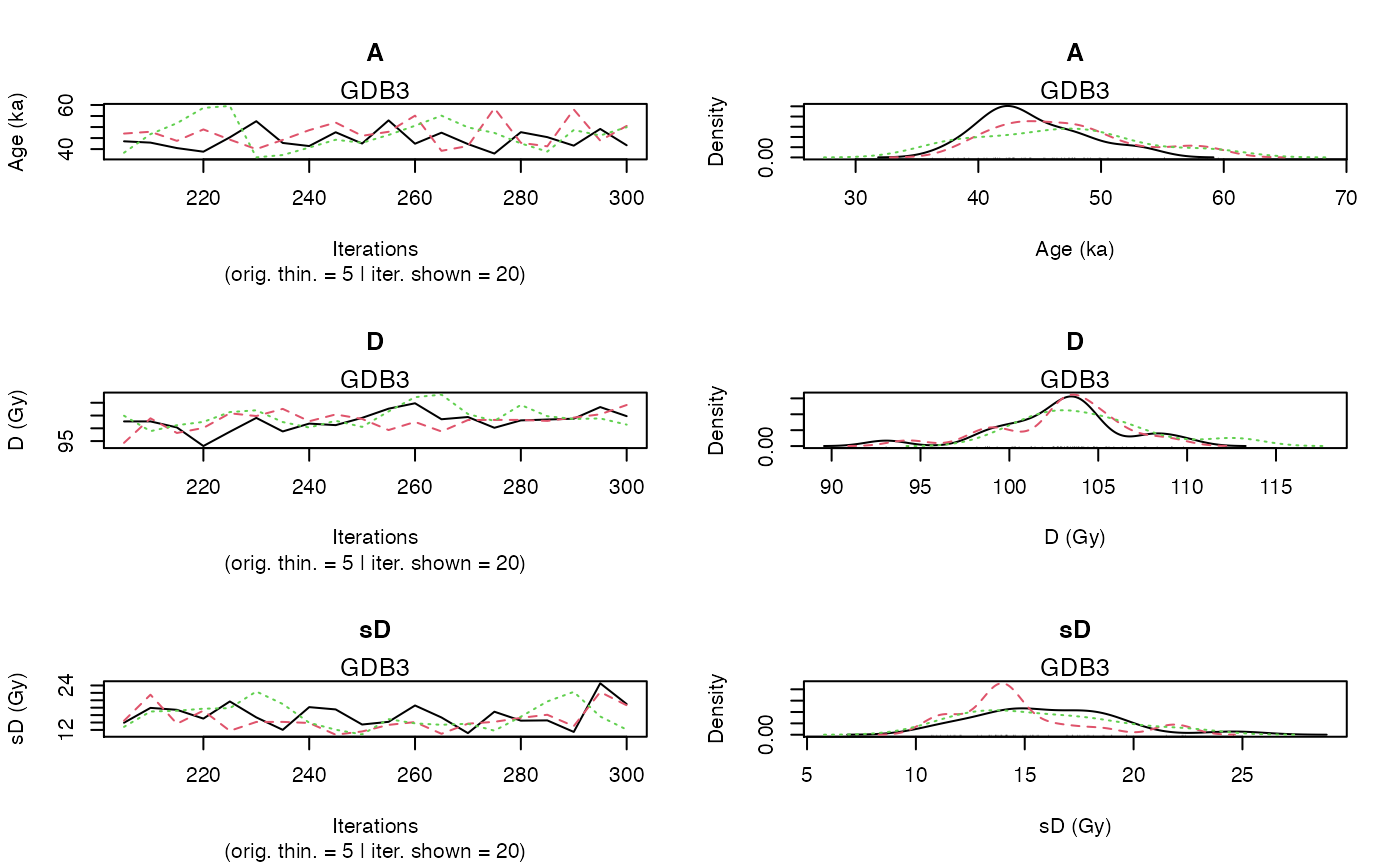 A
GDB3
Age (ka)
60
40
220 240 260 280 300
Iterations
(orig. thin. = 5 | iter. shown = 20)
A
GDB3
Density
0.00
30 40 50 60 70
Age (ka)
D
GDB3
D (Gy)
95
220 240 260 280 300
Iterations
(orig. thin. = 5 | iter. shown = 20)
D
GDB3
Density
0.00
90 95 100 105 110 115
D (Gy)
sD
GDB3
sD (Gy)
24
12
220 240 260 280 300
Iterations
(orig. thin. = 5 | iter. shown = 20)
sD
GDB3
Density
0.00
5 10 15 20 25
sD (Gy)